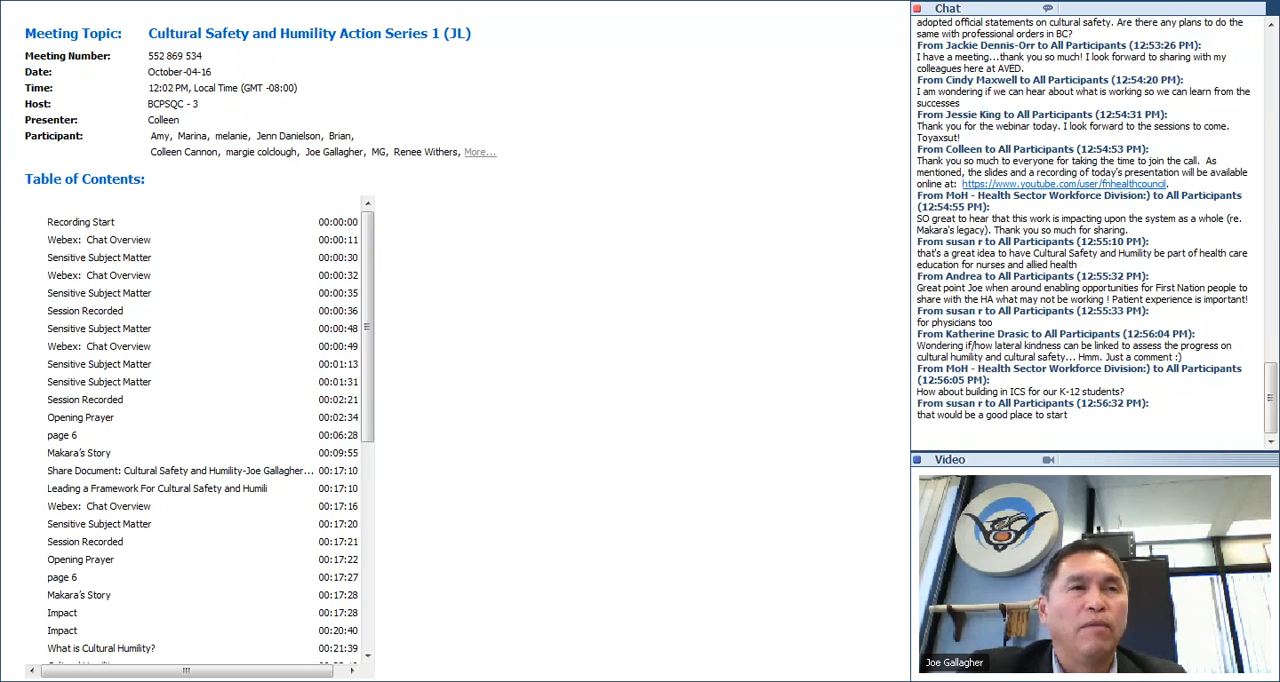 Meeting Topic: Cultural Safety and Humility Action Series 1 (JL)
Meeting Number: 552 869 534
Date: October-04-16
Time: 12:02 PM, Local Time (GMT -08:00)
Host: BCPSQC - 3
Presenter: Colleen
Participant: Amy, Marina, melanie, Jenn Danielson, Brian,
Colleen Cannon, margie colclough, Joe Gallagher, MG, Renee Withers, More...
Table of Contents:
Recording Start 00:00:00
Webex: Chat Overview 00:00:11
Sensitive Subject Matter 00:00:30
Webex: Chat Overview 00:00:32
Sensitive Subject Matter 00:00:35
Session Recorded 00:00:36
Sensitive Subject Matter 00:00:48
Webex: Chat Overview 00:00:49
Sensitive Subject Matter 00:01:13
Sensitive Subject Matter 00:01:31
Session Recorded 00:02:21
Opening Prayer 00:02:34
page 6 00:06:28
Makara's Story 00:09:55
Share Document: Cultural Safety and Humility-Joe Gallagher... 00:17:10
Leading a Framework For Cultural Safety and Humili 00:17:10
Webex: Chat Overview 00:17:16
Sensitive Subject Matter 00:17:20
Session Recorded 00:17:21
Opening Prayer 00:17:22
page 6 00:17:27
Makara's Story 00:17:28
Impact 00:17:28
Impact 00:20:40
What is Cultural Humility? 00:21:39
Chat
adopted official statements on cultural safety. Are there any plans to do the
same with professional orders in BC?
From Jackie Dennis-Orr to All Participants (12:53:26 PM):
I have a meeting...thank you so much! I look forward to sharing with my
colleagues here at AVED.
From Cindy Maxwell to All Participants (12:54:20 PM):
I am wondering if we can hear about what is working so we can learn from the
successes
From Jessie King to All Participants (12:54:31 PM):
Thank you for the webinar today. I look forward to the sessions to come.
Toyaxsut!
From Colleen to All Participants (12:54:53 PM):
Thank you so much to everyone for taking the time to join the call. As
mentioned, the slides and a recording of today's presentation will be available
online at: https://www.youtube.com/user/fnhealthcouncil.
From MoH - Health Sector Workforce Division:) to All Participants
(12:54:55 PM):
SO great to hear that this work is impacting upon the system as a whole (re.
Makara's legacy). Thank you so much for sharing.
From susan r to All Participants (12:55:10 PM):
that's a great idea to have Cultural Safety and Humility be part of health care
education for nurses and allied health
From Andrea to All Participants (12:55:32 PM):
Great point Joe when around enabling opportunities for First Nation people to
share with the HA what may not be working ! Patient experience is important!
From susan r to All Participants (12:55:33 PM):
for physicians too
From Katherine Drasic to All Participants (12:56:04 PM):
Wondering if/how lateral kindness can be linked to assess the progress on
cultural humility and cultural safety... Hmm. Just a comment :)
From MoH - Health Sector Workforce Division:) to All Participants
(12:56:05 PM):
How about building in ICS for our K-12 students?
From susan r to All Participants (12:56:32 PM):
that would be a good place to start
Video
Joe Gallagher